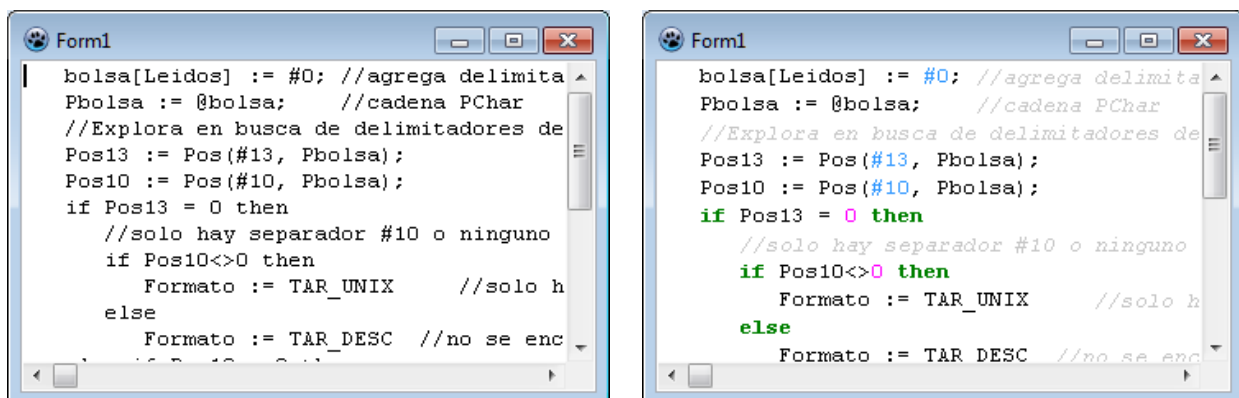 Form1
bolsa[Leidos] := #0; //agrega delimita
Pbolsa := @bolsa;    //cadena PChar
//Explora en busca de delimitadores de
Pos13 := Pos(#13, Pbolsa);
Pos10 := Pos(#10, Pbolsa);
if Pos13 = 0 then
   //solo hay separador #10 o ninguno
   if Pos10<>0 then
      Formato := TAR_UNIX      //solo h
   else
      Formato := TAR_DESC  //no se enc
Form1
bolsa[Leidos] := #0; //agrega delimita
Pbolsa := @bolsa;    //cadena PChar
//Explora en busca de delimitadores de
Pos13 := Pos(#13, Pbolsa);
Pos10 := Pos(#10, Pbolsa);
if Pos13 = 0 then
   //solo hay separador #10 o ninguno
   if Pos10<>0 then
      Formato := TAR_UNIX      //solo h
   else
      Formato := TAR_DESC  //no se enc